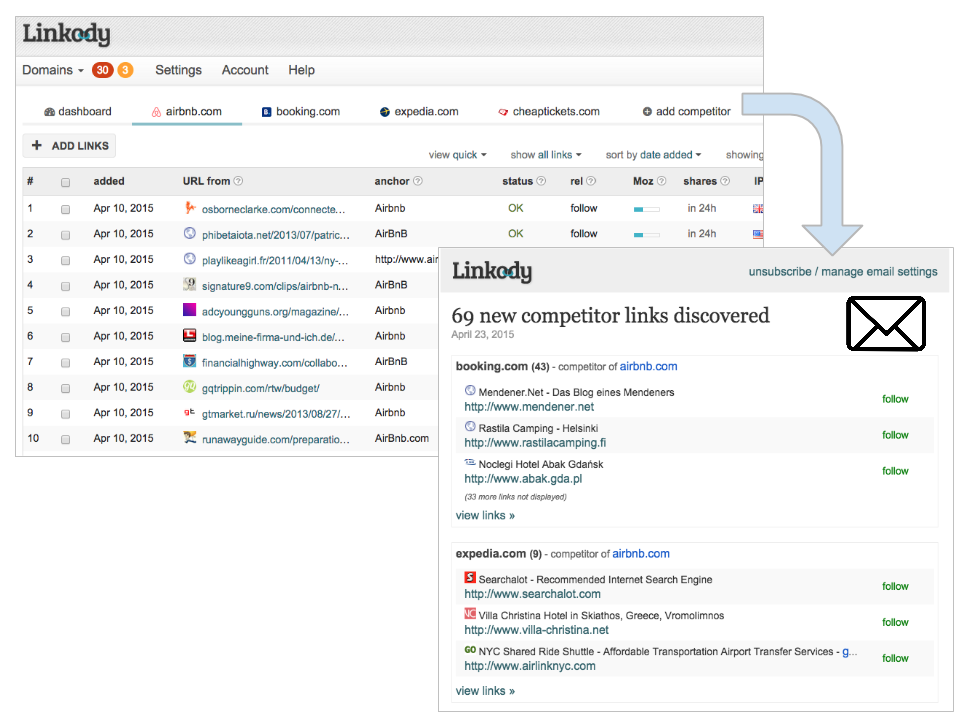 Linkody
Domains 30 3 Settings Account Help
dashboard airbnb.com booking.com expedia.com cheaptickets.com add competitor
+ ADD LINKS
view quick show all links sort by date added showing
# added URL from ? anchor ? status ? rel ? Moz ? shares ? IP
1 Apr 10, 2015 osborneclarke.com/connecte... Airbnb OK follow in 24h
2 Apr 10, 2015 phibetaiota.net/2013/07/patric... AirBnB OK follow in 24h
3 Apr 10, 2015 playlikeagirl.fr/2011/04/13/ny-... http://www.air
4 Apr 10, 2015 signature9.com/clips/airbnb-n... AirBnB
5 Apr 10, 2015 adcyoungguns.org/magazine/... Airbnb
6 Apr 10, 2015 blog.meine-firma-und-ich.de/... Airbnb
7 Apr 10, 2015 financialhighway.com/collabo... AirBnB
8 Apr 10, 2015 gqtrippin.com/rtw/budget/ Airbnb
9 Apr 10, 2015 gtmarket.ru/news/2013/08/27/... Airbnb
10 Apr 10, 2015 runawayguide.com/preparatio... AirBnb.com
Linkody unsubscribe / manage email settings
69 new competitor links discovered
April 23, 2015
booking.com (43) - competitor of airbnb.com
Mendener.Net - Das Blog eines Mendeners
http://www.mendener.net follow
Rastila Camping - Helsinki
http://www.rastilacamping.fi follow
Noclegi Hotel Abak Gdańsk
http://www.abak.gda.pl follow
(33 more links not displayed)
view links »
expedia.com (9) - competitor of airbnb.com
S Searchalot - Recommended Internet Search Engine
http://www.searchalot.com follow
VC Villa Christina Hotel in Skiathos, Greece, Vromolimnos
http://www.villa-christina.net follow
GO NYC Shared Ride Shuttle - Affordable Transportation Airport Transfer Services - g...
http://www.airlinknyc.com follow
view links »